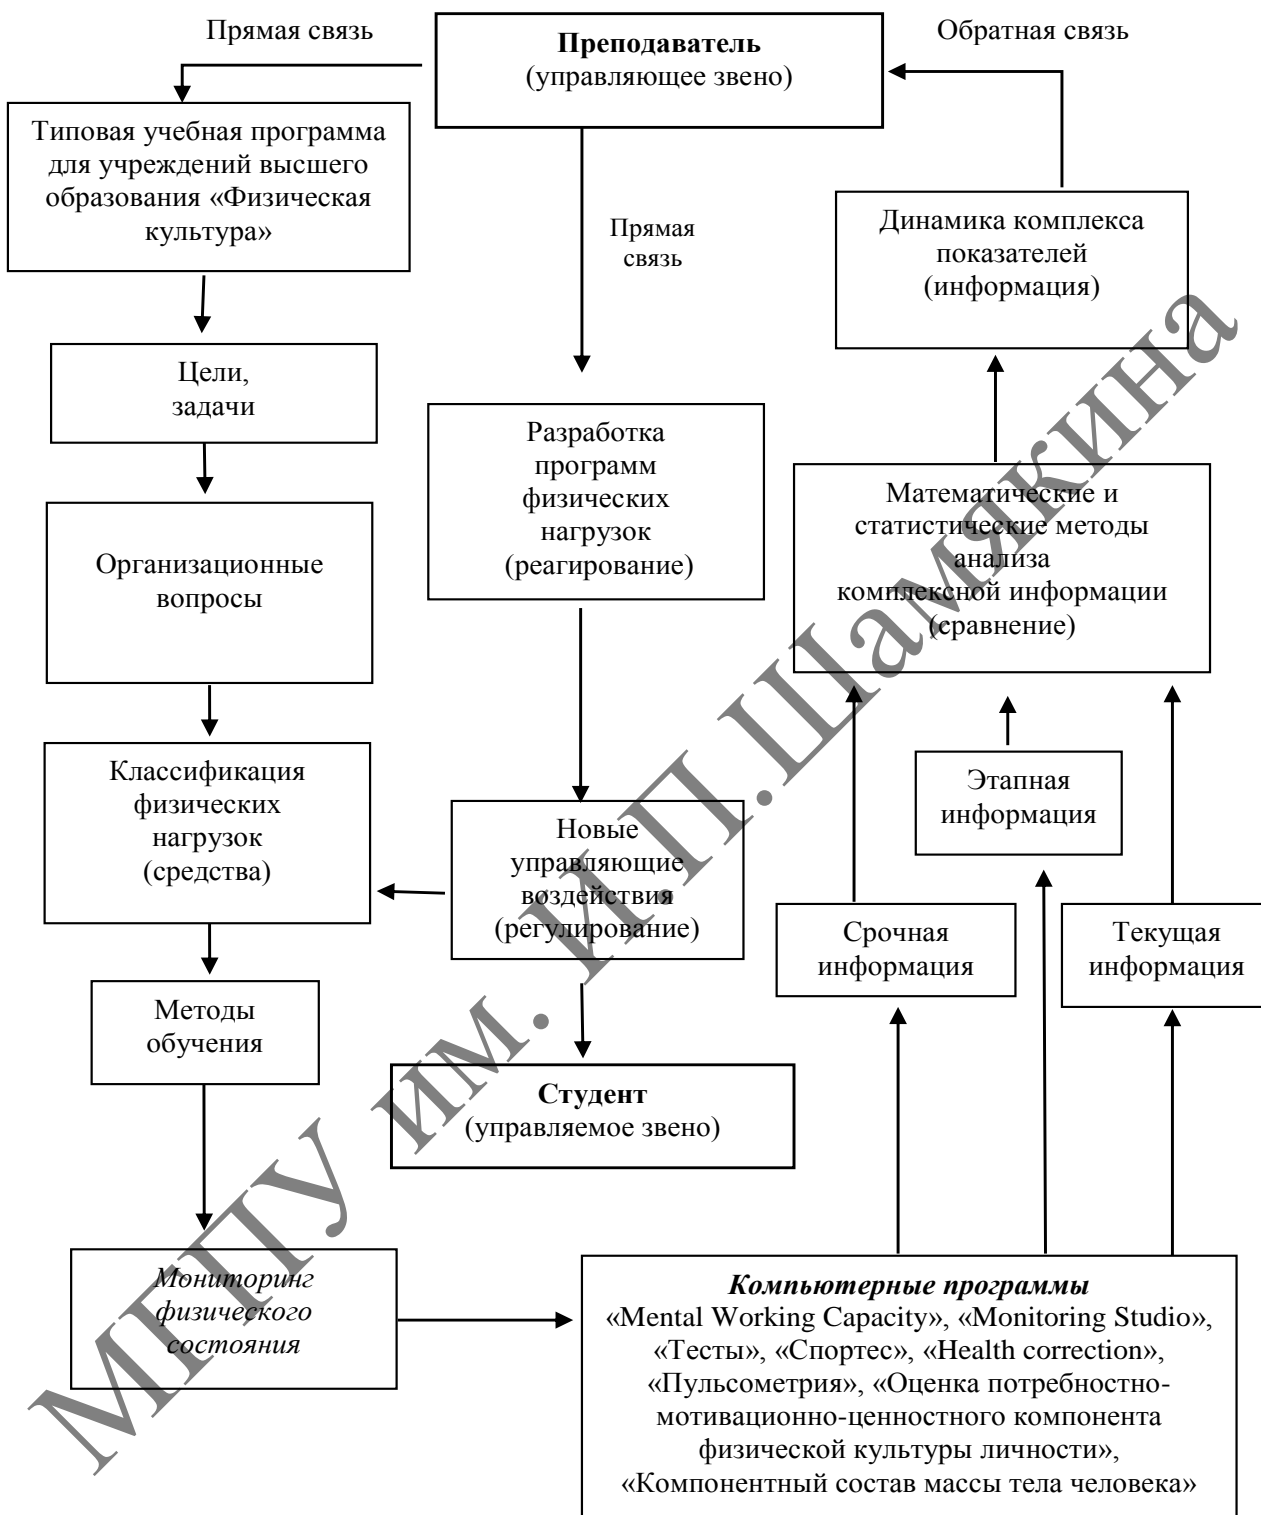 Прямая связь
Преподаватель
(управляющее звено)
Обратная связь
Типовая учебная программа
для учреждений высшего
образования «Физическая
культура»
Прямая
связь
Динамика комплекса
показателей
(информация)
Цели,
задачи
Разработка
программ
физических
нагрузок
(реагирование)
Математические и
статистические методы
анализа
комплексной информации
(сравнение)
Организационные
вопросы
Классификация
физических
нагрузок
(средства)
Новые
управляющие
воздействия
(регулирование)
Этапная
информация
Срочная
информация
Текущая
информация
Методы
обучения
Студент
(управляемое звено)
Мониторинг
физического
состояния
Компьютерные программы
«Mental Working Capacity», «Monitoring Studio»,
«Тесты», «Спортес», «Health correction»,
«Пульсометрия», «Оценка потребностно-
мотивационно-ценностного компонента
физической культуры личности»,
«Компонентный состав массы тела человека»
МГПУ им. И.П.Шамякина